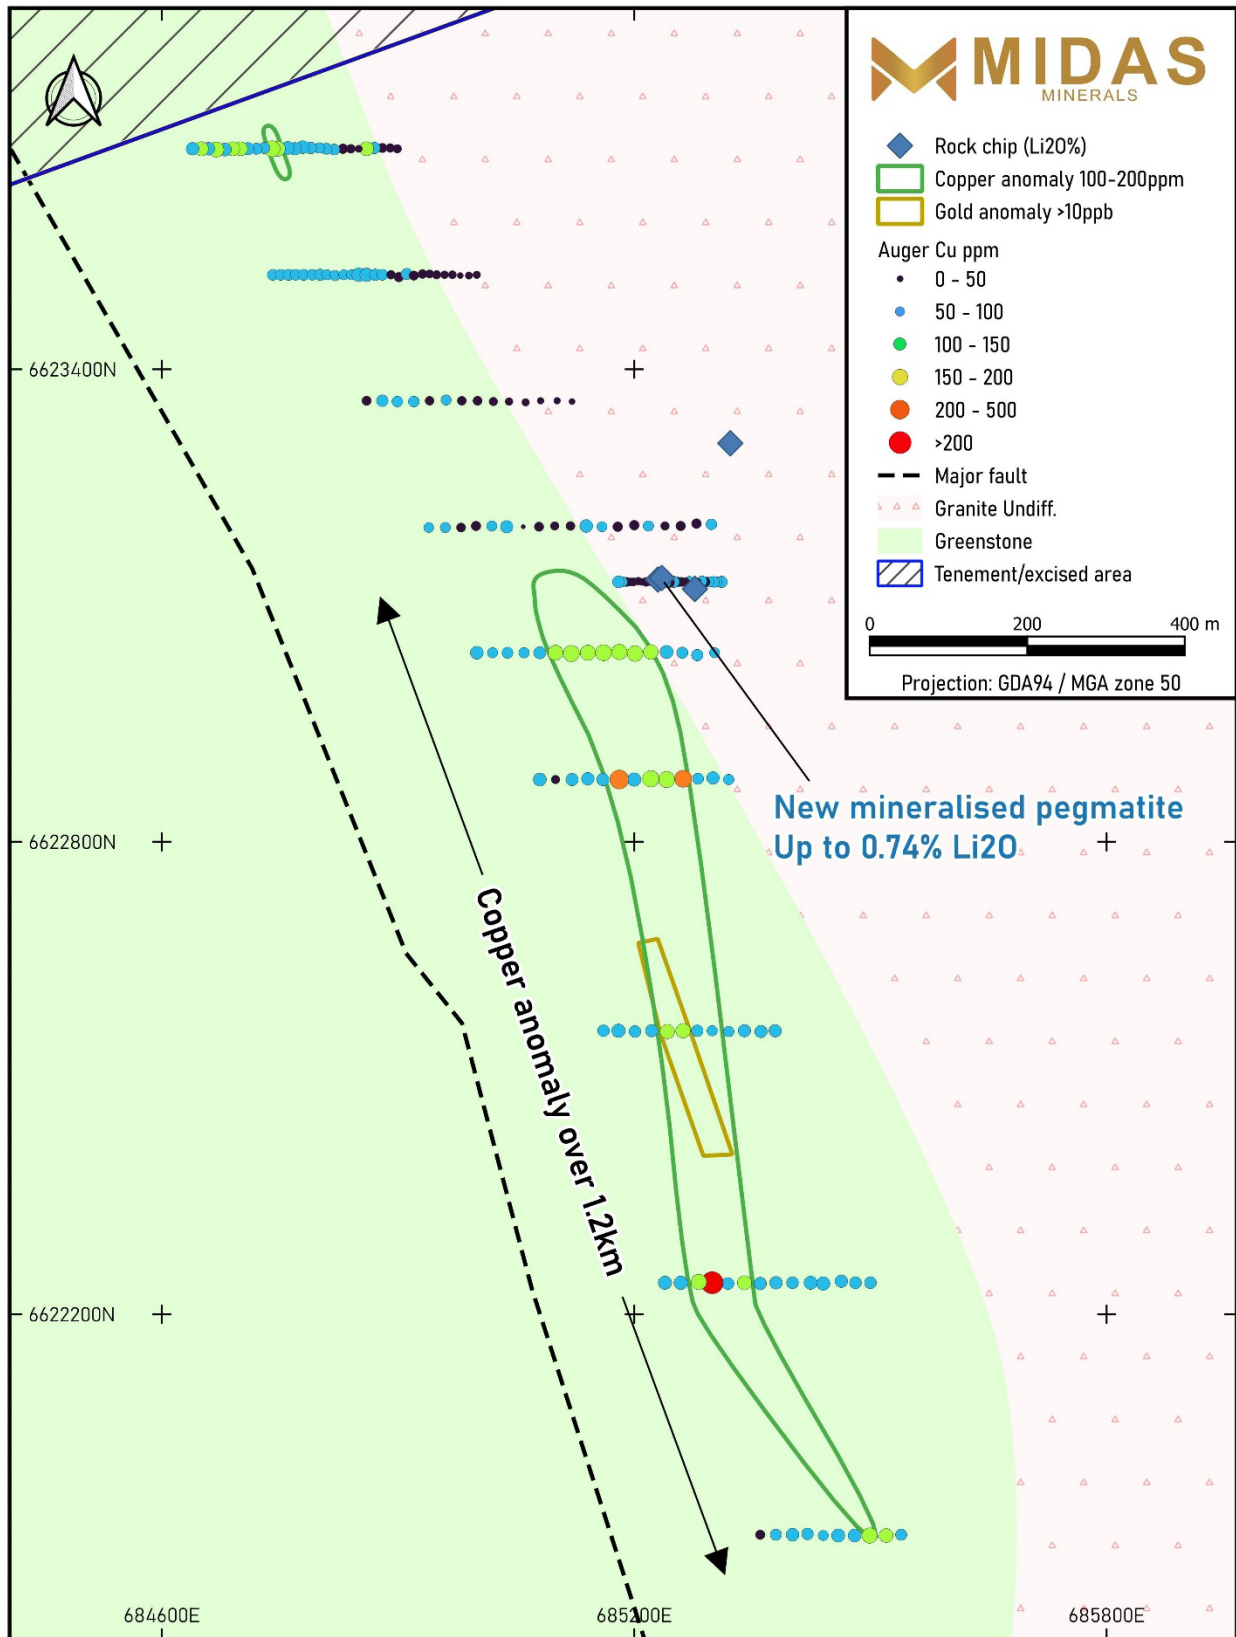 MIDAS
MINERALS
Rock chip (Li2O%)
Copper anomaly 100-200ppm
Gold anomaly >10ppb
Auger Cu ppm
0 - 50
50 - 100
100 - 150
150 - 200
200 - 500
>200
Major fault
Granite Undiff.
Greenstone
Tenement/excised area
0 200 400 m
Projection: GDA94 / MGA zone 50
6623400N
New mineralised pegmatite
Up to 0.74% Li2O
6622800N
Copper anomaly over 1.2km
6622200N
684600E 685200E 685800E